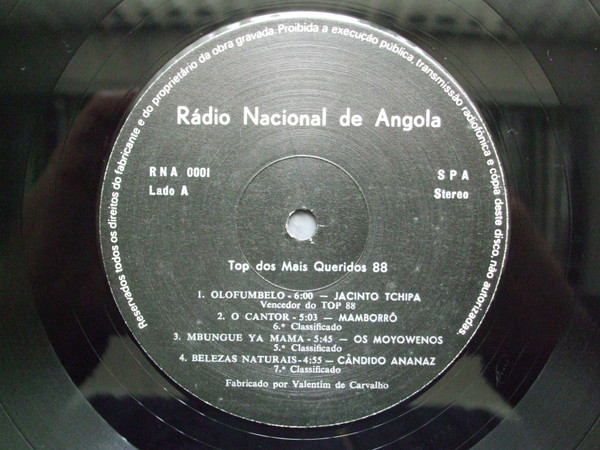 Reservados todos os direitos do fabricante e do proprietário da obra gravada. Proibida a execução pública, transmissão radiofónica e cópia deste disco, não autorizadas.
Rádio Nacional de Angola
RNA 0001
Lado A
SPA
Stereo
Top dos Mais Queridos 88
1. OLOFUMBELO - 6:00 — JACINTO TCHIPA
Vencedor do TOP 88
2. O CANTOR - 5:03 — MAMBORRÔ
6.º Classificado
3. MBUNGUE YA MAMA - 5:45 — OS MOYOWENOS
5.º Classificado
4. BELEZAS NATURAIS - 4:55 — CÂNDIDO ANANAZ
7.º Classificado
Fabricado por Valentim de Carvalho